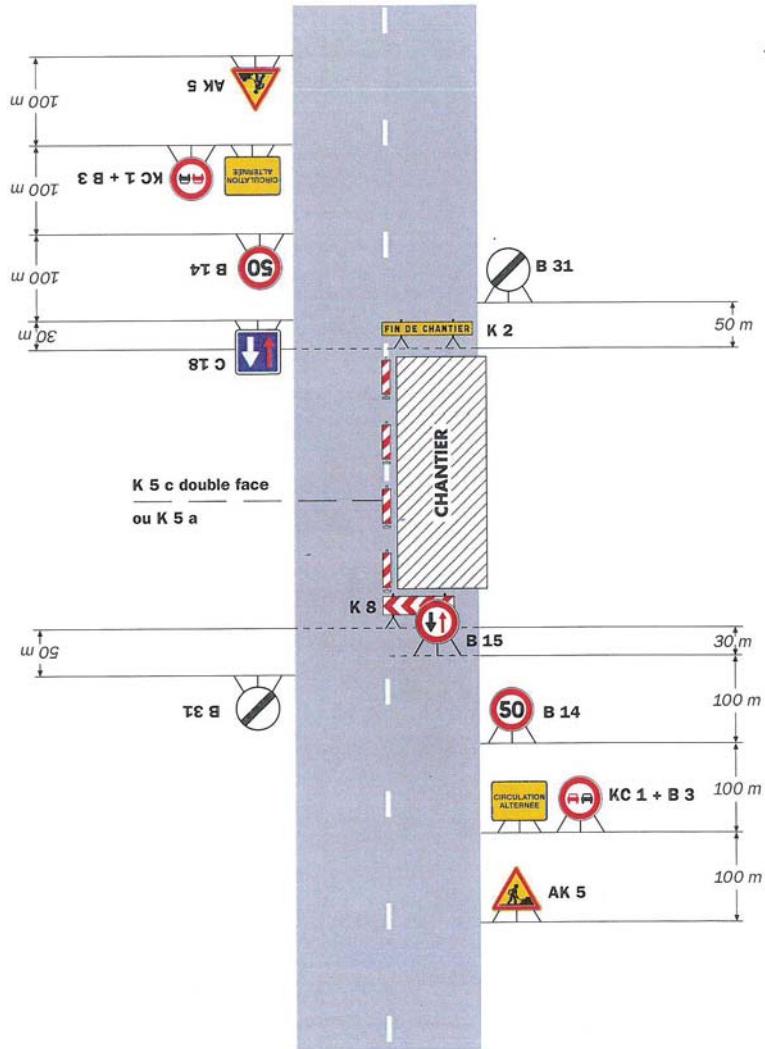 AK 5
100 m
KC 1 + B 3
CIRCULATION
ALTERNÉE
100 m
B 14
50
100 m
B 31
C 18
30 m
FIN DE CHANTIER
K 2
50 m
K 5 c double face
ou K 5 a
CHANTIER
K 8
B 15
50 m
30 m
B 31
50
B 14
100 m
CIRCULATION
ALTERNÉE
KC 1 + B 3
100 m
AK 5
100 m